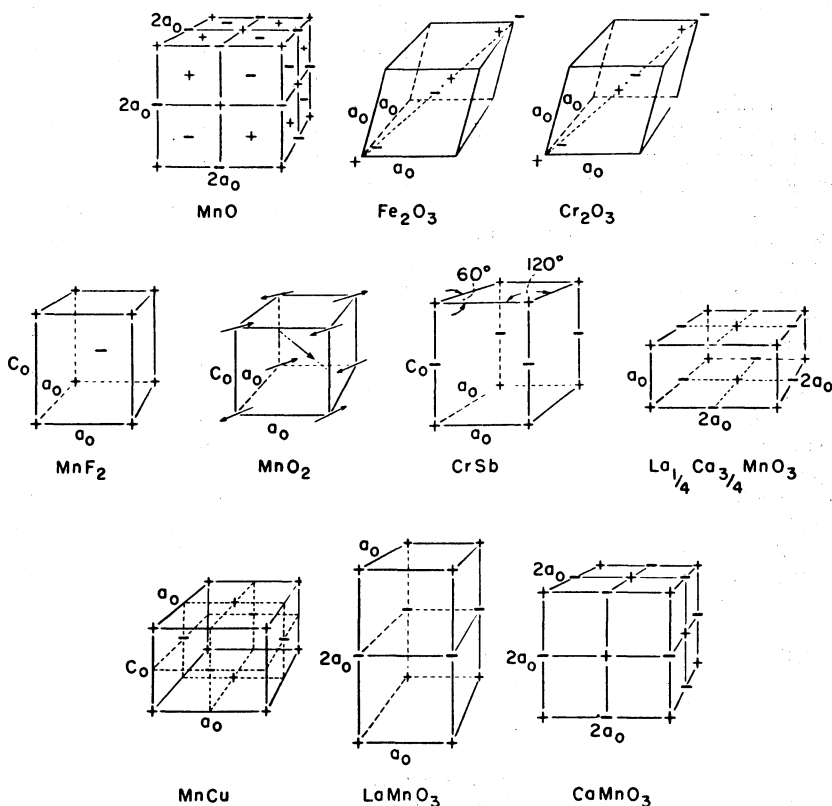 2a₀
2a₀
2a₀
MnO
a₀
a₀
a₀
Fe₂O₃
a₀
a₀
a₀
Cr₂O₃
C₀
a₀
a₀
MnF₂
C₀
a₀
a₀
MnO₂
60°
120°
C₀
a₀
a₀
CrSb
a₀
2a₀
2a₀
La₁/₄ Ca₃/₄ MnO₃
a₀
C₀
a₀
MnCu
a₀
2a₀
a₀
LaMnO₃
2a₀
2a₀
2a₀
CaMnO₃